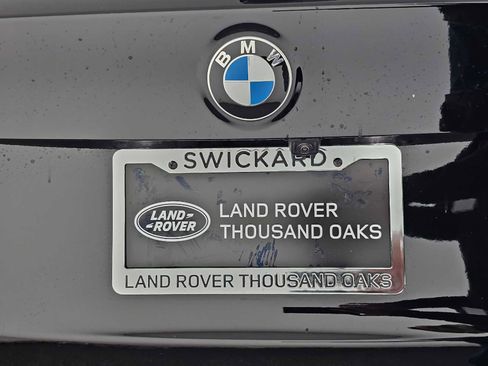 BMW
SWICKARD
LAND
ROVER
LAND ROVER
THOUSAND OAKS
LAND ROVER THOUSAND OAKS